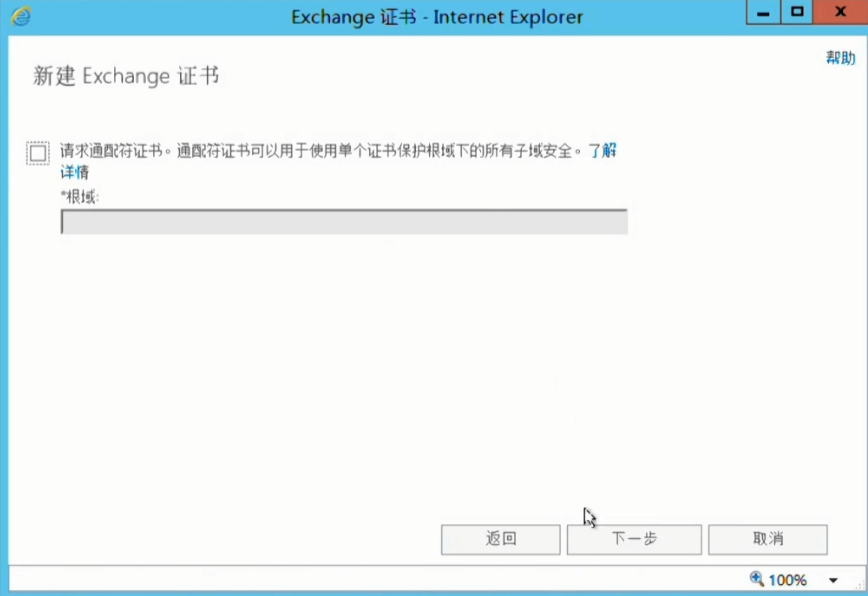 Exchange 证书 - Internet Explorer
帮助
新建 Exchange 证书
请求通配符证书。通配符证书可以用于使用单个证书保护根域下的所有子域安全。了解
详情
*根域:
返回
下一步
取消
100%